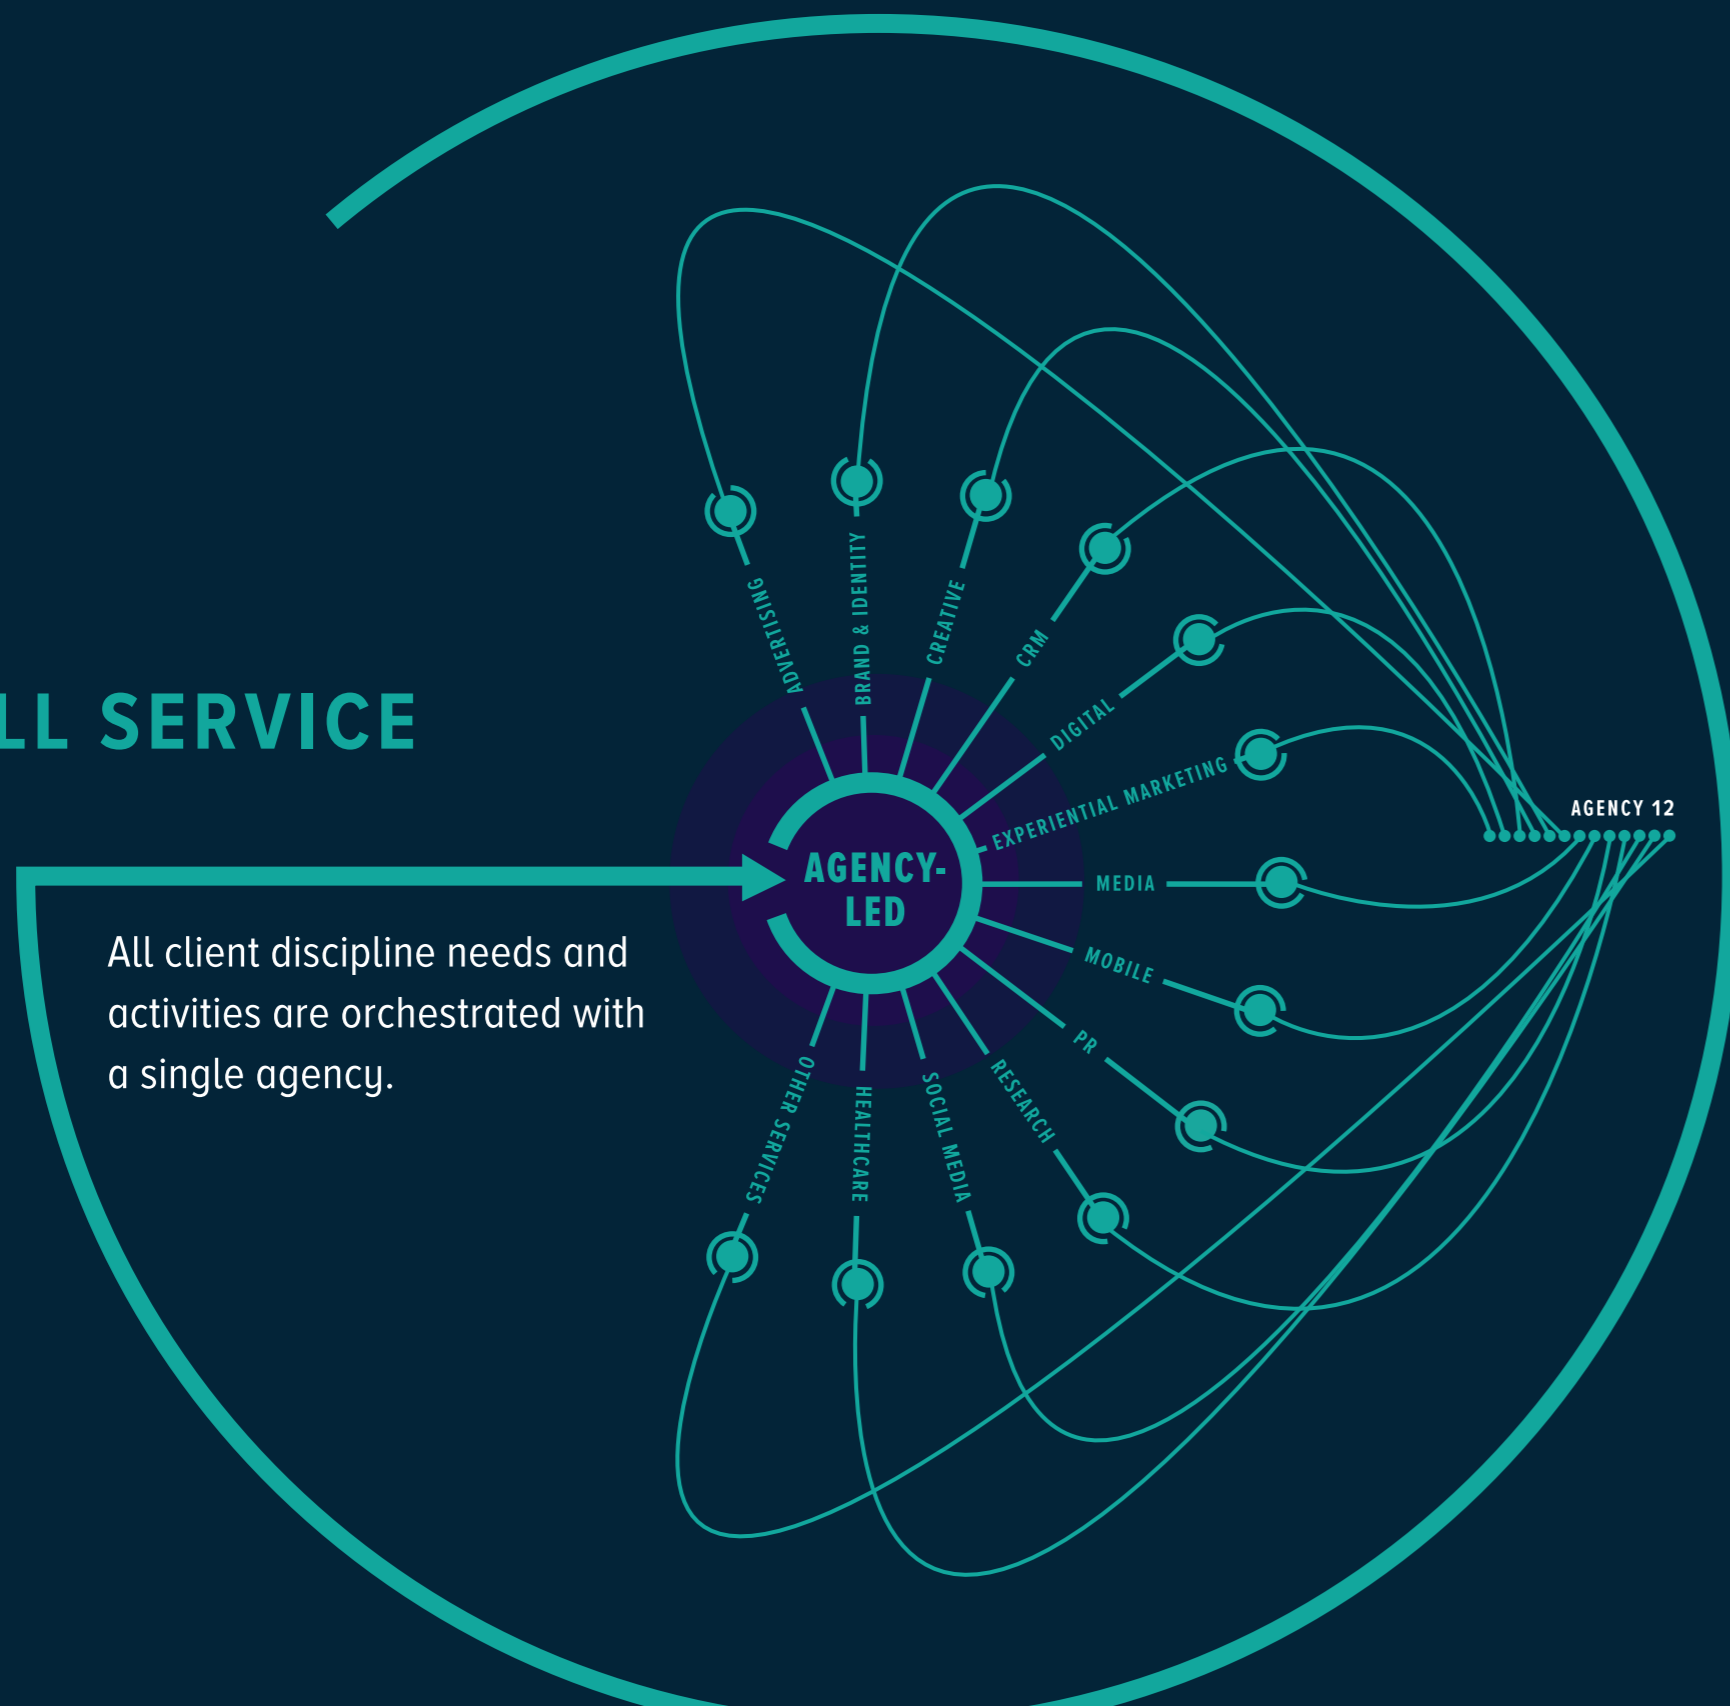 LL SERVICE
All client discipline needs and
activities are orchestrated with
a single agency.
AGENCY-
LED
ADVERTISING
BRAND & IDENTITY
CREATIVE
CRM
DIGITAL
EXPERIENTIAL MARKETING
MEDIA
MOBILE
PR
RESEARCH
SOCIAL MEDIA
HEALTHCARE
OTHER SERVICES
AGENCY 12